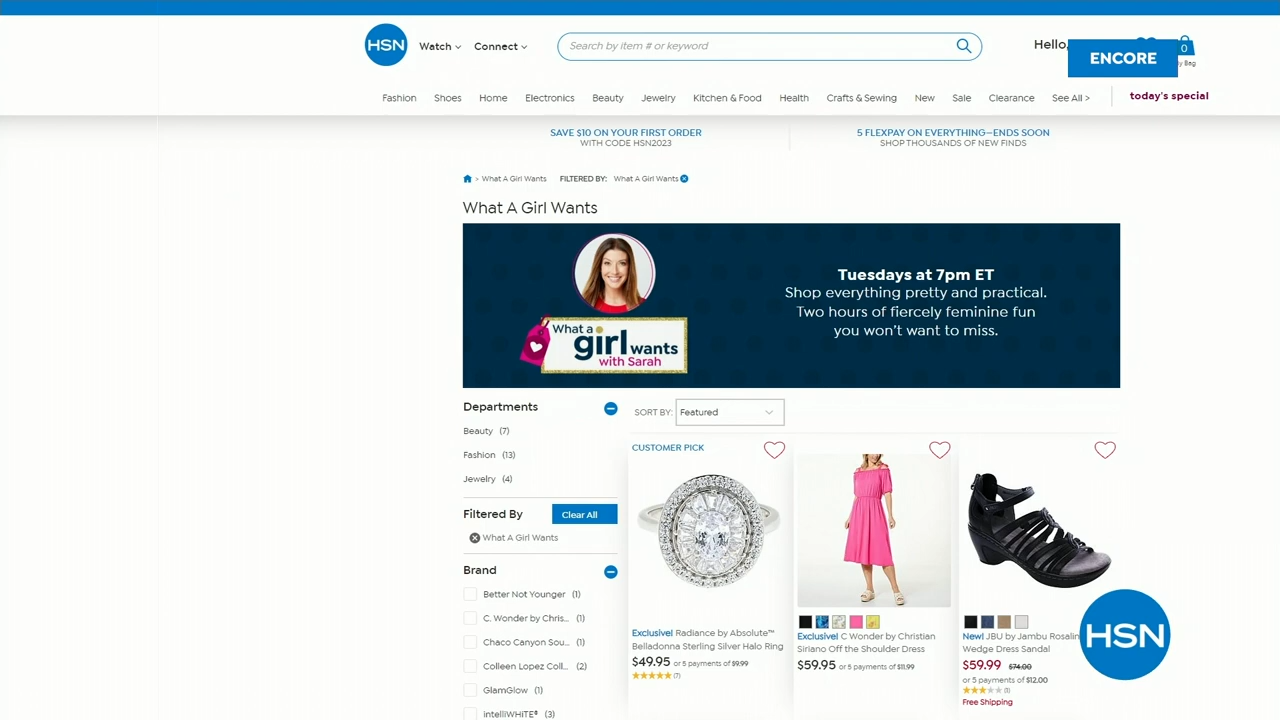 HSN
Watch
Connect
Search by item # or keyword
Hello,
ENCORE
0
Bag
Fashion
Shoes
Home
Electronics
Beauty
Jewelry
Kitchen & Food
Health
Crafts & Sewing
New
Sale
Clearance
See All >
today's special
SAVE $10 ON YOUR FIRST ORDER
WITH CODE HSN2023
5 FLEXPAY ON EVERYTHING—ENDS SOON
SHOP THOUSANDS OF NEW FINDS
> What A Girl Wants
FILTERED BY: What A Girl Wants
What A Girl Wants
What a
girl wants
with Sarah
Tuesdays at 7pm ET
Shop everything pretty and practical.
Two hours of fiercely feminine fun
you won't want to miss.
Departments
Beauty (7)
Fashion (13)
Jewelry (4)
Filtered By
Clear All
What A Girl Wants
Brand
Better Not Younger (1)
C. Wonder by Chris... (1)
Chaco Canyon Sou... (1)
Colleen Lopez Coll... (2)
GlamGlow (1)
intelliWHiTE® (3)
SORT BY: Featured
CUSTOMER PICK
Exclusive! Radiance by Absolute™
Belladonna Sterling Silver Halo Ring
$49.95 or 5 payments of $9.99
(7)
Exclusive! C Wonder by Christian
Siriano Off the Shoulder Dress
$59.95 or 5 payments of $11.99
New! JBU by Jambu Rosalin
Wedge Dress Sandal
$59.99 $74.00
or 5 payments of $12.00
Free Shipping
HSN